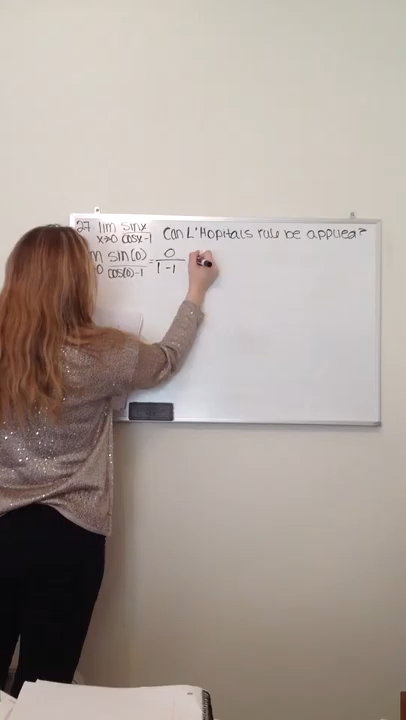 27 lim sinx Can L'Hopitals rule be applied?
x→0 cosx-1
m sin(0) = 0
0 cos(0)-1 1-1